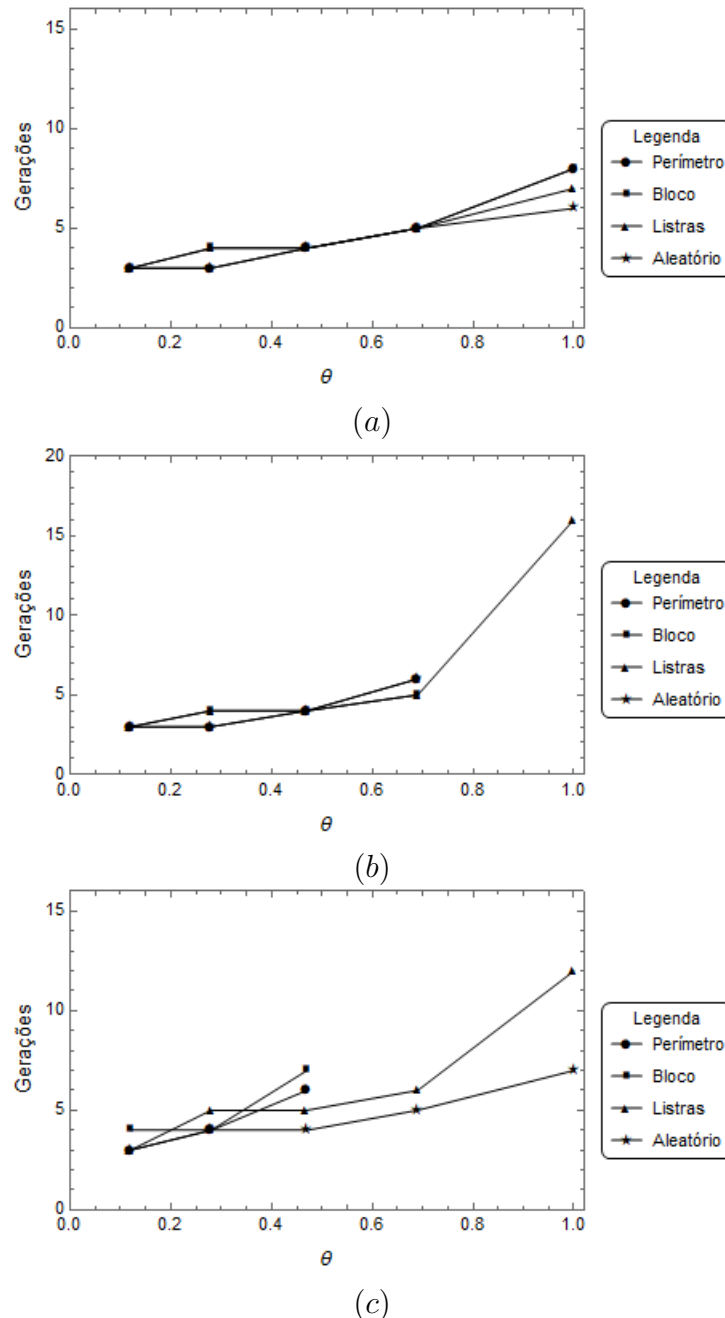 15
10
5
0
Gerações
0.0 0.2 0.4 0.6 0.8 1.0
θ
Legenda
Perímetro
Bloco
Listras
Aleatório
(a)
20
15
10
5
0
Gerações
0.0 0.2 0.4 0.6 0.8 1.0
θ
Legenda
Perímetro
Bloco
Listras
Aleatório
(b)
15
10
5
0
Gerações
0.0 0.2 0.4 0.6 0.8 1.0
θ
Legenda
Perímetro
Bloco
Listras
Aleatório
(c)